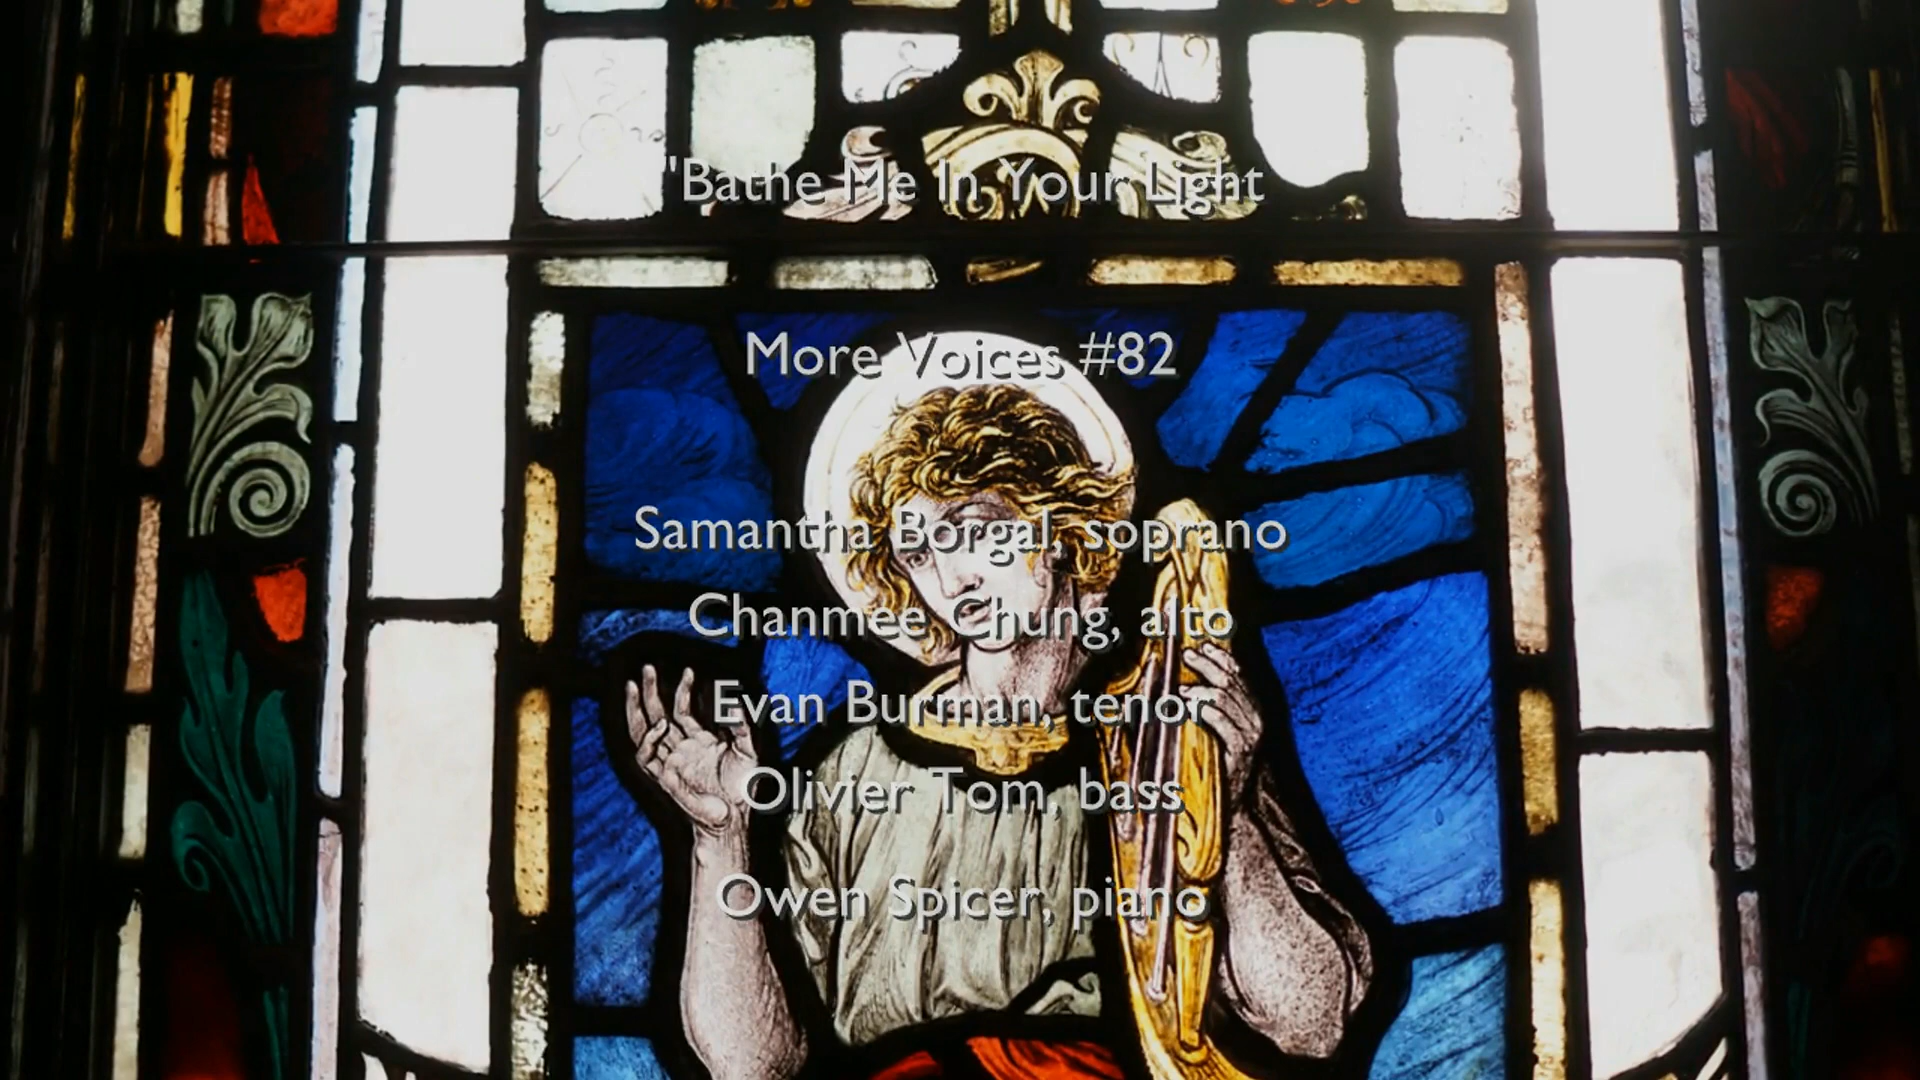 "Bathe Me In Your Light
More Voices #82
Samantha Borgal, soprano
Chanmee Chung, alto
Evan Burman, tenor
Olivier Tom, bass
Owen Spicer, piano